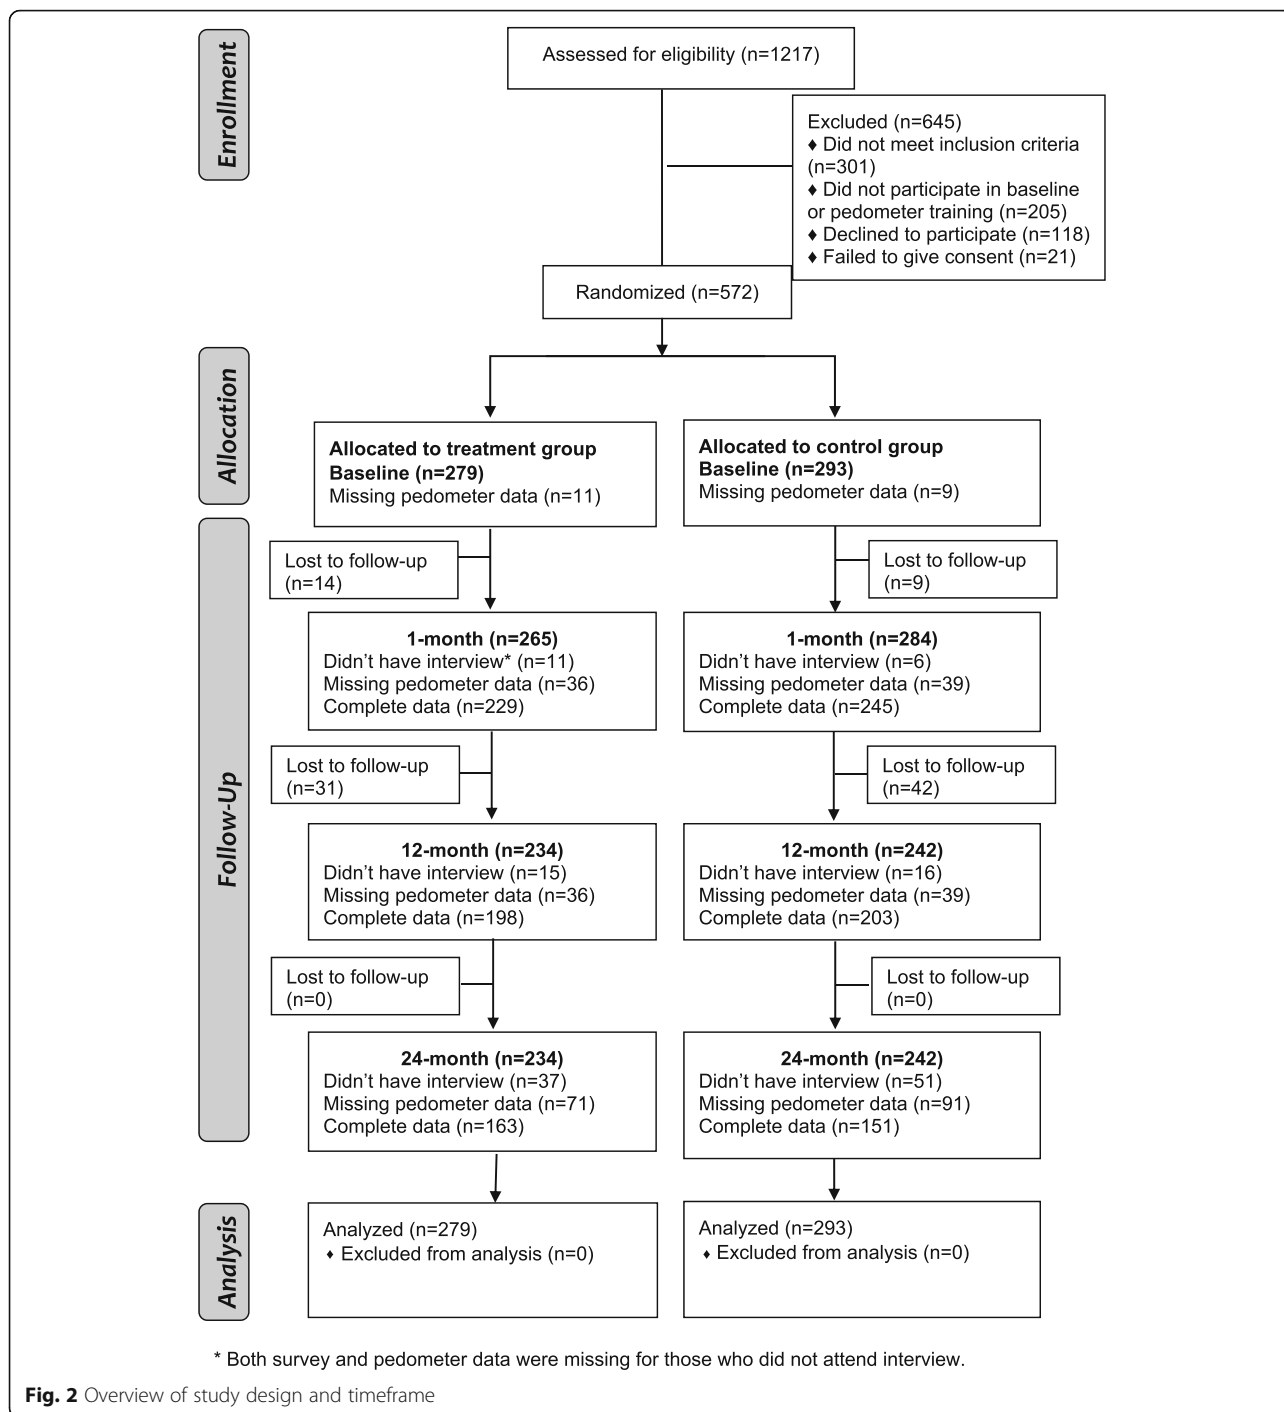 Enrollment
Assessed for eligibility (n=1217)
Excluded (n=645)
♦ Did not meet inclusion criteria
(n=301)
♦ Did not participate in baseline
or pedometer training (n=205)
♦ Declined to participate (n=118)
♦ Failed to give consent (n=21)
Randomized (n=572)
Allocation
Allocated to treatment group
Baseline (n=279)
Missing pedometer data (n=11)
Allocated to control group
Baseline (n=293)
Missing pedometer data (n=9)
Follow-Up
Lost to follow-up
(n=14)
Lost to follow-up
(n=9)
1-month (n=265)
Didn't have interview* (n=11)
Missing pedometer data (n=36)
Complete data (n=229)
1-month (n=284)
Didn't have interview (n=6)
Missing pedometer data (n=39)
Complete data (n=245)
Lost to follow-up
(n=31)
Lost to follow-up
(n=42)
12-month (n=234)
Didn't have interview (n=15)
Missing pedometer data (n=36)
Complete data (n=198)
12-month (n=242)
Didn't have interview (n=16)
Missing pedometer data (n=39)
Complete data (n=203)
Lost to follow-up
(n=0)
Lost to follow-up
(n=0)
24-month (n=234)
Didn't have interview (n=37)
Missing pedometer data (n=71)
Complete data (n=163)
24-month (n=242)
Didn't have interview (n=51)
Missing pedometer data (n=91)
Complete data (n=151)
Analysis
Analyzed (n=279)
♦ Excluded from analysis (n=0)
Analyzed (n=293)
♦ Excluded from analysis (n=0)
* Both survey and pedometer data were missing for those who did not attend interview.
Fig. 2 Overview of study design and timeframe